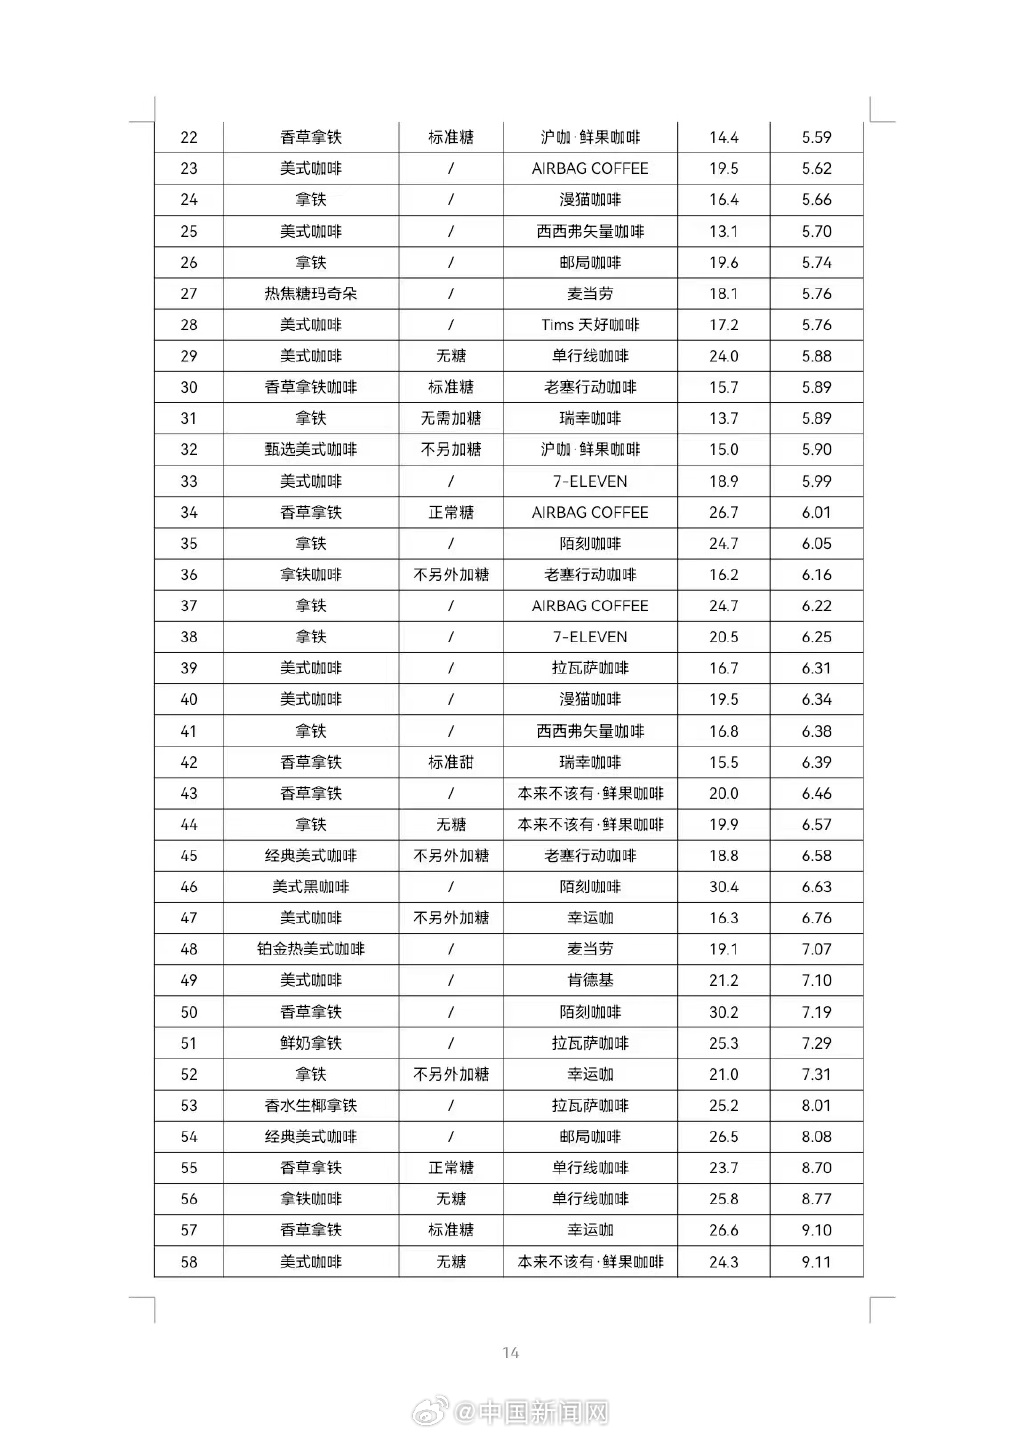 22 香草拿铁 标准糖 沪咖·鲜果咖啡 14.4 5.59
23 美式咖啡 / AIRBAG COFFEE 19.5 5.62
24 拿铁 / 漫猫咖啡 16.4 5.66
25 美式咖啡 / 西西弗矢量咖啡 13.1 5.70
26 拿铁 / 邮局咖啡 19.6 5.74
27 热焦糖玛奇朵 / 麦当劳 18.1 5.76
28 美式咖啡 / Tims 天好咖啡 17.2 5.76
29 美式咖啡 无糖 单行线咖啡 24.0 5.88
30 香草拿铁咖啡 标准糖 老塞行动咖啡 15.7 5.89
31 拿铁 无需加糖 瑞幸咖啡 13.7 5.89
32 甄选美式咖啡 不另加糖 沪咖·鲜果咖啡 15.0 5.90
33 美式咖啡 / 7-ELEVEN 18.9 5.99
34 香草拿铁 正常糖 AIRBAG COFFEE 26.7 6.01
35 拿铁 / 陌刻咖啡 24.7 6.05
36 拿铁咖啡 不另外加糖 老塞行动咖啡 16.2 6.16
37 拿铁 / AIRBAG COFFEE 24.7 6.22
38 拿铁 / 7-ELEVEN 20.5 6.25
39 美式咖啡 / 拉瓦萨咖啡 16.7 6.31
40 美式咖啡 / 漫猫咖啡 19.5 6.34
41 拿铁 / 西西弗矢量咖啡 16.8 6.38
42 香草拿铁 标准甜 瑞幸咖啡 15.5 6.39
43 香草拿铁 / 本来不该有·鲜果咖啡 20.0 6.46
44 拿铁 无糖 本来不该有·鲜果咖啡 19.9 6.57
45 经典美式咖啡 不另外加糖 老塞行动咖啡 18.8 6.58
46 美式黑咖啡 / 陌刻咖啡 30.4 6.63
47 美式咖啡 不另外加糖 幸运咖 16.3 6.76
48 铂金热美式咖啡 / 麦当劳 19.1 7.07
49 美式咖啡 / 肯德基 21.2 7.10
50 香草拿铁 / 陌刻咖啡 30.2 7.19
51 鲜奶拿铁 / 拉瓦萨咖啡 25.3 7.29
52 拿铁 不另外加糖 幸运咖 21.0 7.31
53 香水生椰拿铁 / 拉瓦萨咖啡 25.2 8.01
54 经典美式咖啡 / 邮局咖啡 26.5 8.08
55 香草拿铁 正常糖 单行线咖啡 23.7 8.70
56 拿铁咖啡 无糖 单行线咖啡 25.8 8.77
57 香草拿铁 标准糖 幸运咖 26.6 9.10
58 美式咖啡 无糖 本来不该有·鲜果咖啡 24.3 9.11
14
@中国新闻网